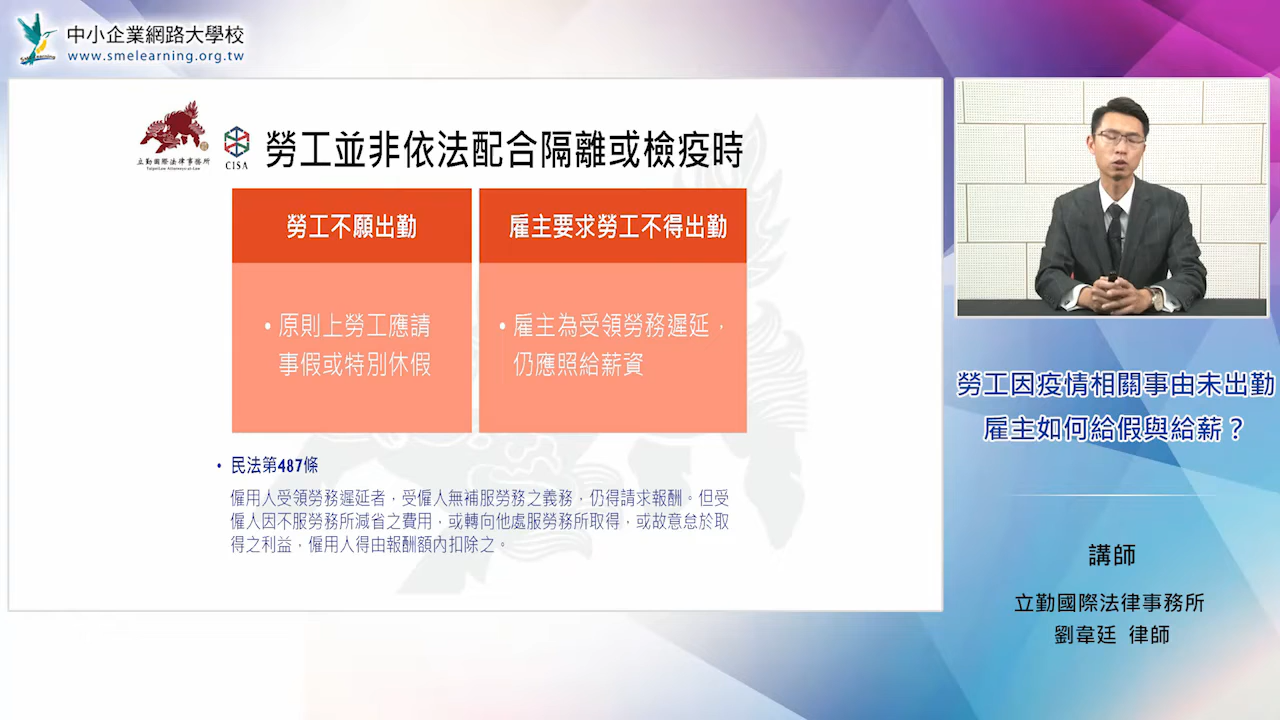 中小企業網路大學校
www.smelearning.org.tw
立勤國際法律事務所
TaipeiLaw Attorneys-at-Law
CISA
勞工並非依法配合隔離或檢疫時
勞工不願出勤
雇主要求勞工不得出勤
• 原則上勞工應請
事假或特別休假
• 雇主為受領勞務遲延，
仍應照給薪資
• 民法第487條
僱用人受領勞務遲延者，受僱人無補服勞務之義務，仍得請求報酬。但受
僱人因不服勞務所減省之費用，或轉向他處服勞務所取得，或故意怠於取
得之利益，僱用人得由報酬額內扣除之。
勞工因疫情相關事由未出勤
雇主如何給假與給薪？
講師
立勤國際法律事務所
劉韋廷 律師